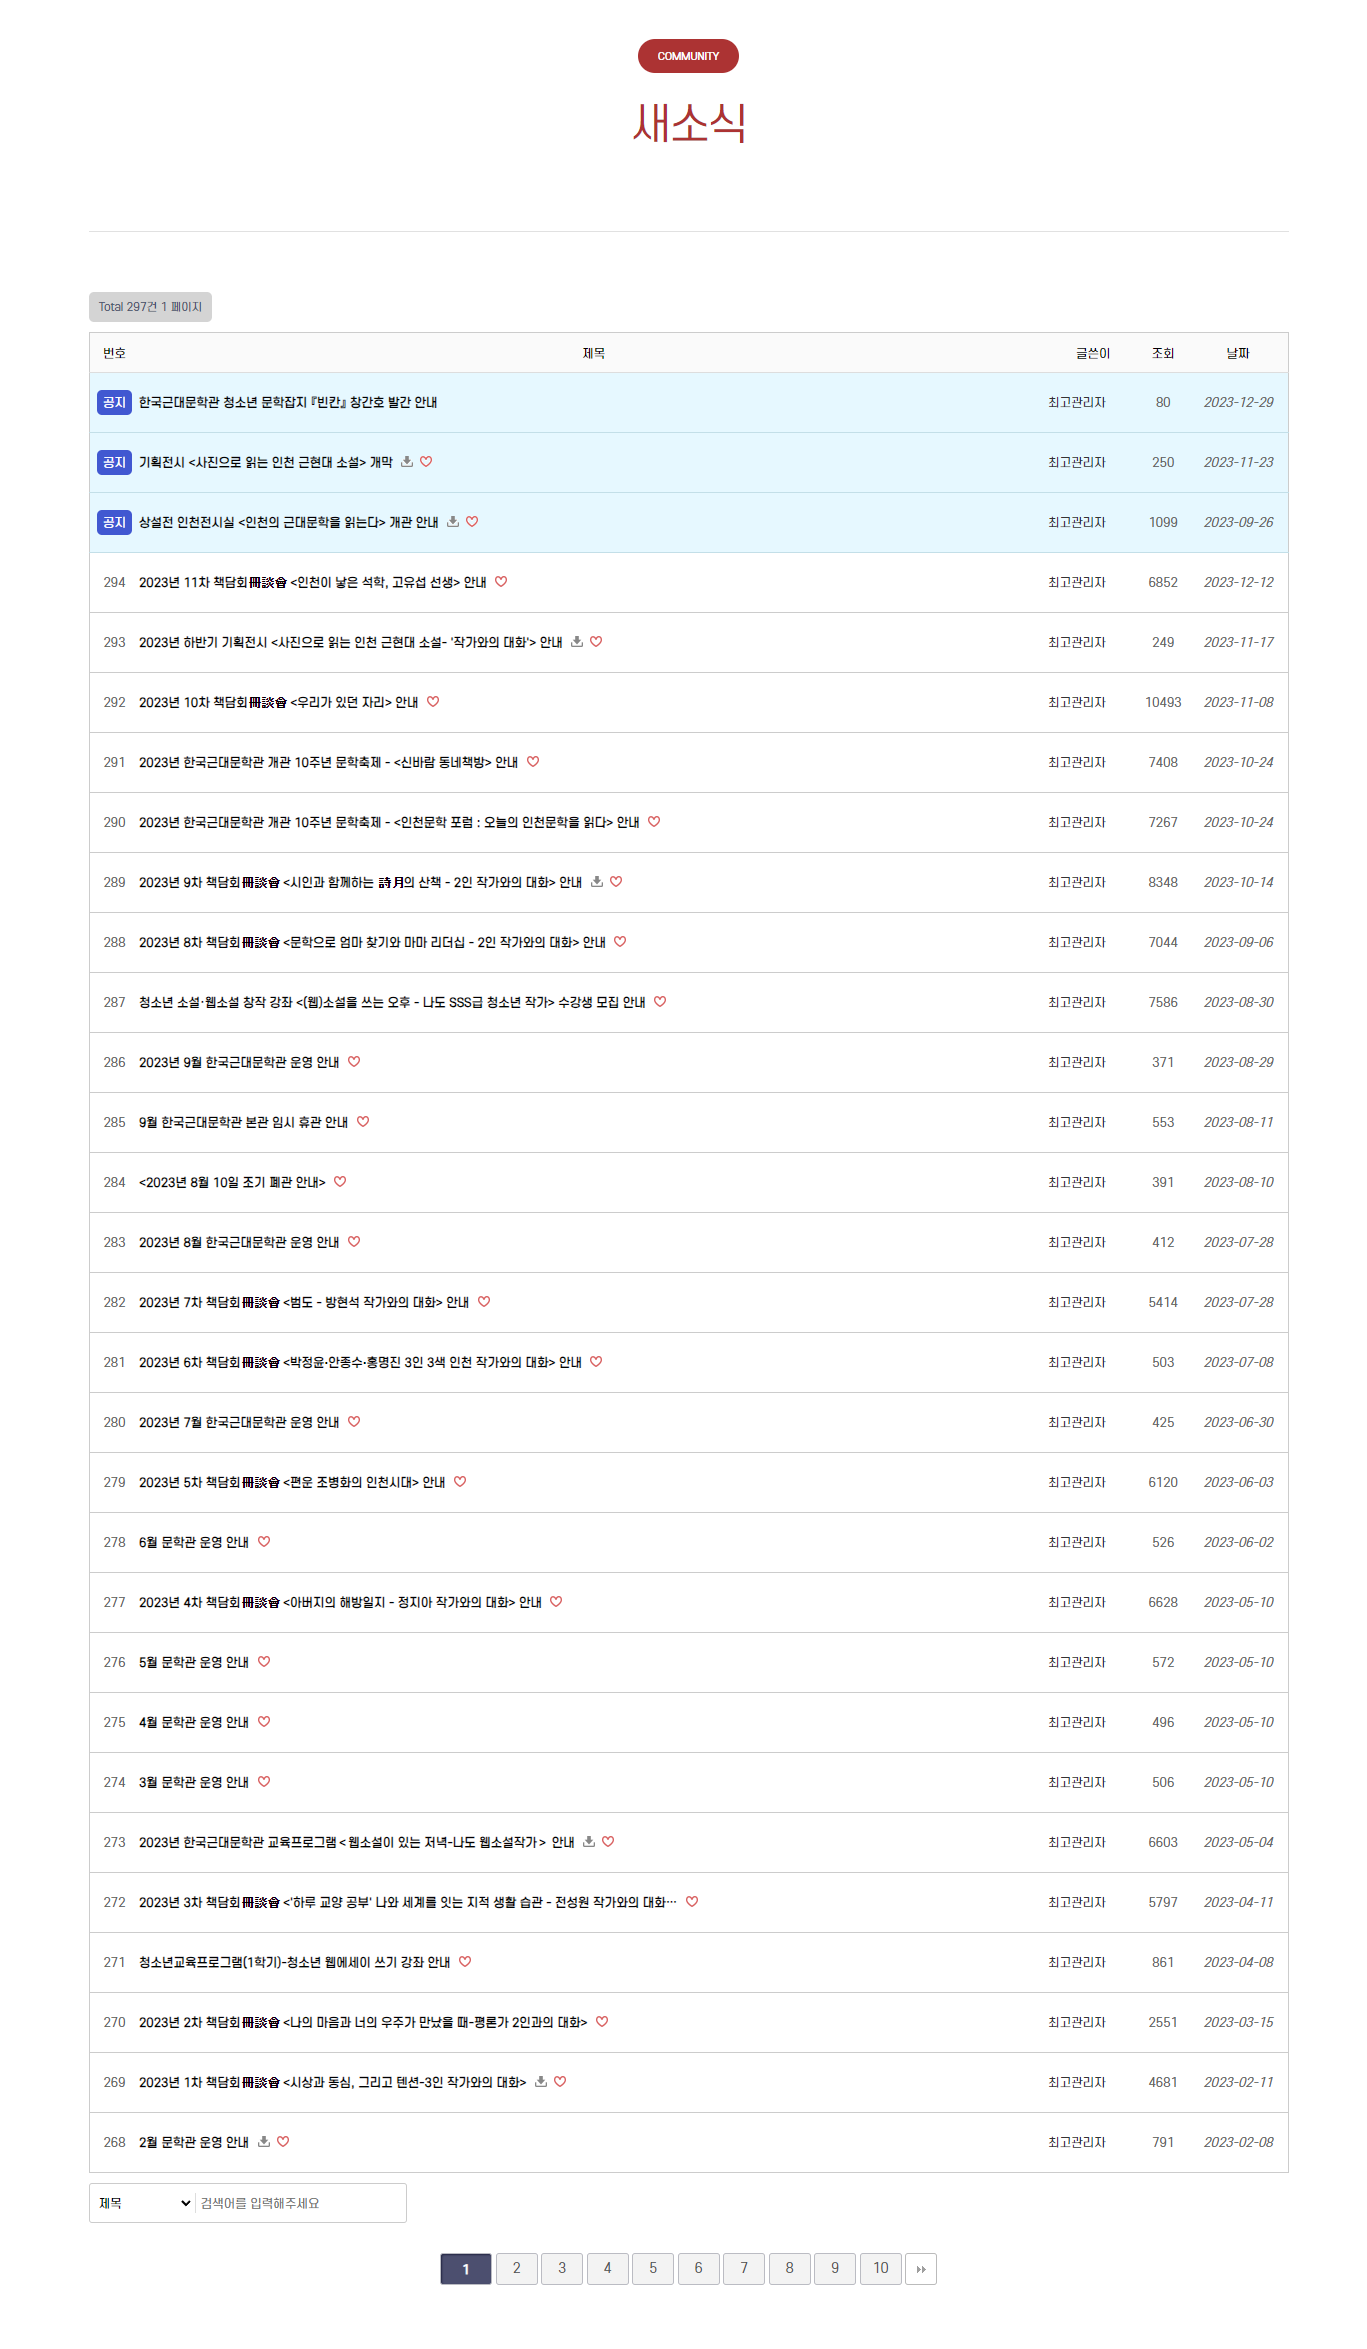 COMMUNITY
새소식
Total 297건 1 페이지
번호 제목 글쓴이 조회 날짜
공지 한국근대문학관 청소년 문학잡지 『빈칸』 창간호 발간 안내 최고관리자 80 2023-12-29
공지 기획전시 <사진으로 읽는 인천 근현대 소설> 개막 최고관리자 250 2023-11-23
공지 상설전 인천전시실 <인천의 근대문학을 읽는다> 개관 안내 최고관리자 1099 2023-09-26
294 2023년 11차 책담회冊談會 <인천이 낳은 석학, 고유섭 선생> 안내 최고관리자 6852 2023-12-12
293 2023년 하반기 기획전시 <사진으로 읽는 인천 근현대 소설- '작가와의 대화'> 안내 최고관리자 249 2023-11-17
292 2023년 10차 책담회冊談會 <우리가 있던 자리> 안내 최고관리자 10493 2023-11-08
291 2023년 한국근대문학관 개관 10주년 문학축제 - <신바람 동네책방> 안내 최고관리자 7408 2023-10-24
290 2023년 한국근대문학관 개관 10주년 문학축제 - <인천문학 포럼 : 오늘의 인천문학을 읽다> 안내 최고관리자 7267 2023-10-24
289 2023년 9차 책담회冊談會 <시인과 함께하는 詩月의 산책 - 2인 작가와의 대화> 안내 최고관리자 8348 2023-10-14
288 2023년 8차 책담회冊談會 <문학으로 엄마 찾기와 마마 리더십 - 2인 작가와의 대화> 안내 최고관리자 7044 2023-09-06
287 청소년 소설·웹소설 창작 강좌 <(웹)소설을 쓰는 오후 - 나도 SSS급 청소년 작가> 수강생 모집 안내 최고관리자 7586 2023-08-30
286 2023년 9월 한국근대문학관 운영 안내 최고관리자 371 2023-08-29
285 9월 한국근대문학관 본관 임시 휴관 안내 최고관리자 553 2023-08-11
284 <2023년 8월 10일 조기 폐관 안내> 최고관리자 391 2023-08-10
283 2023년 8월 한국근대문학관 운영 안내 최고관리자 412 2023-07-28
282 2023년 7차 책담회冊談會 <범도 - 방현석 작가와의 대화> 안내 최고관리자 5414 2023-07-28
281 2023년 6차 책담회冊談會 <박정윤·안종수·홍명진 3인 3색 인천 작가와의 대화> 안내 최고관리자 503 2023-07-08
280 2023년 7월 한국근대문학관 운영 안내 최고관리자 425 2023-06-30
279 2023년 5차 책담회冊談會 <편운 조병화의 인천시대> 안내 최고관리자 6120 2023-06-03
278 6월 문학관 운영 안내 최고관리자 526 2023-06-02
277 2023년 4차 책담회冊談會 <아버지의 해방일지 - 정지아 작가와의 대화> 안내 최고관리자 6628 2023-05-10
276 5월 문학관 운영 안내 최고관리자 572 2023-05-10
275 4월 문학관 운영 안내 최고관리자 496 2023-05-10
274 3월 문학관 운영 안내 최고관리자 506 2023-05-10
273 2023년 한국근대문학관 교육프로그램＜웹소설이 있는 저녁-나도 웹소설작가＞ 안내 최고관리자 6603 2023-05-04
272 2023년 3차 책담회冊談會 <'하루 교양 공부' 나와 세계를 잇는 지적 생활 습관 - 전성원 작가와의 대화… 최고관리자 5797 2023-04-11
271 청소년교육프로그램(1학기)-청소년 웹에세이 쓰기 강좌 안내 최고관리자 861 2023-04-08
270 2023년 2차 책담회冊談會 <나의 마음과 너의 우주가 만났을 때-평론가 2인과의 대화> 최고관리자 2551 2023-03-15
269 2023년 1차 책담회冊談會 <시상과 동심, 그리고 텐션-3인 작가와의 대화> 최고관리자 4681 2023-02-11
268 2월 문학관 운영 안내 최고관리자 791 2023-02-08
제목 검색어를 입력해주세요
1 2 3 4 5 6 7 8 9 10